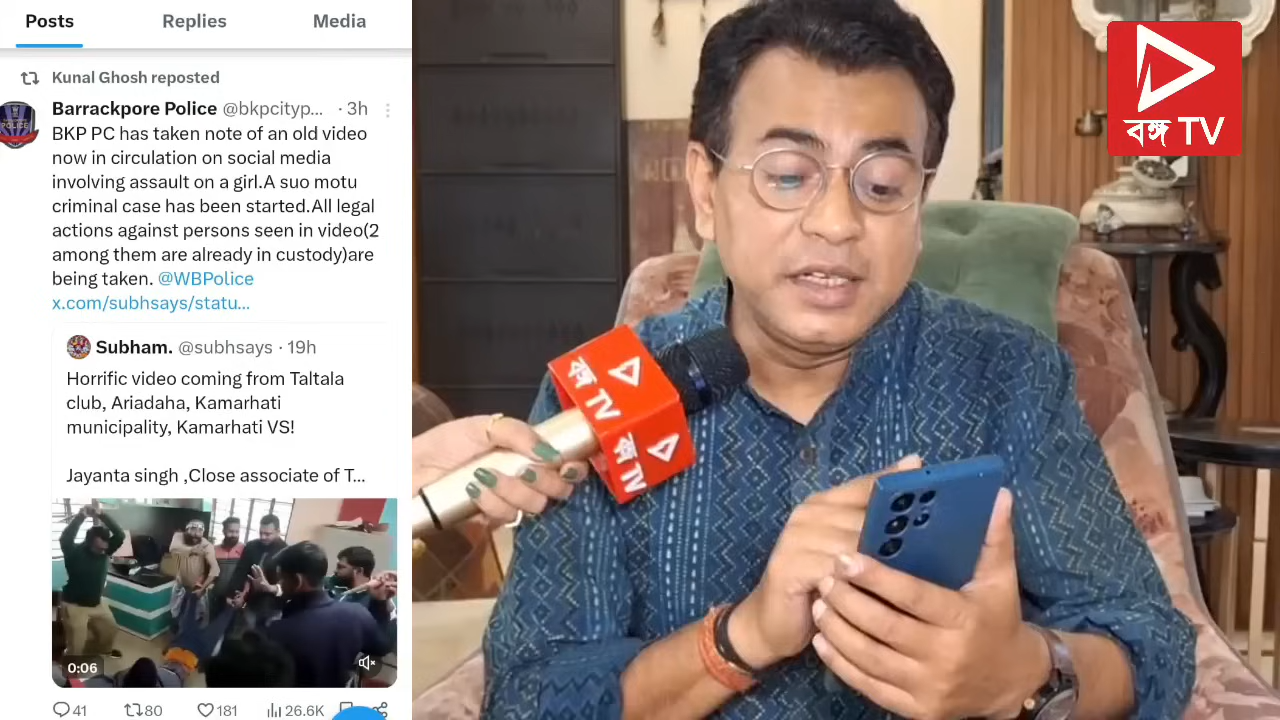 Posts Replies Media
Kunal Ghosh reposted
Barrackpore Police @bkpcityp... · 3h
BKP PC has taken note of an old video
now in circulation on social media
involving assault on a girl.A suo motu
criminal case has been started.All legal
actions against persons seen in video(2
among them are already in custody)are
being taken. @WBPolice
x.com/subhsays/statu...
Subham. @subhsays · 19h
Horrific video coming from Taltala
club, Ariadaha, Kamarhati
municipality, Kamarhati VS!
Jayanta singh ,Close associate of T...
0:06
41 80 181 26.6K
বঙ্গ TV
বঙ্গ TV
বঙ্গ TV